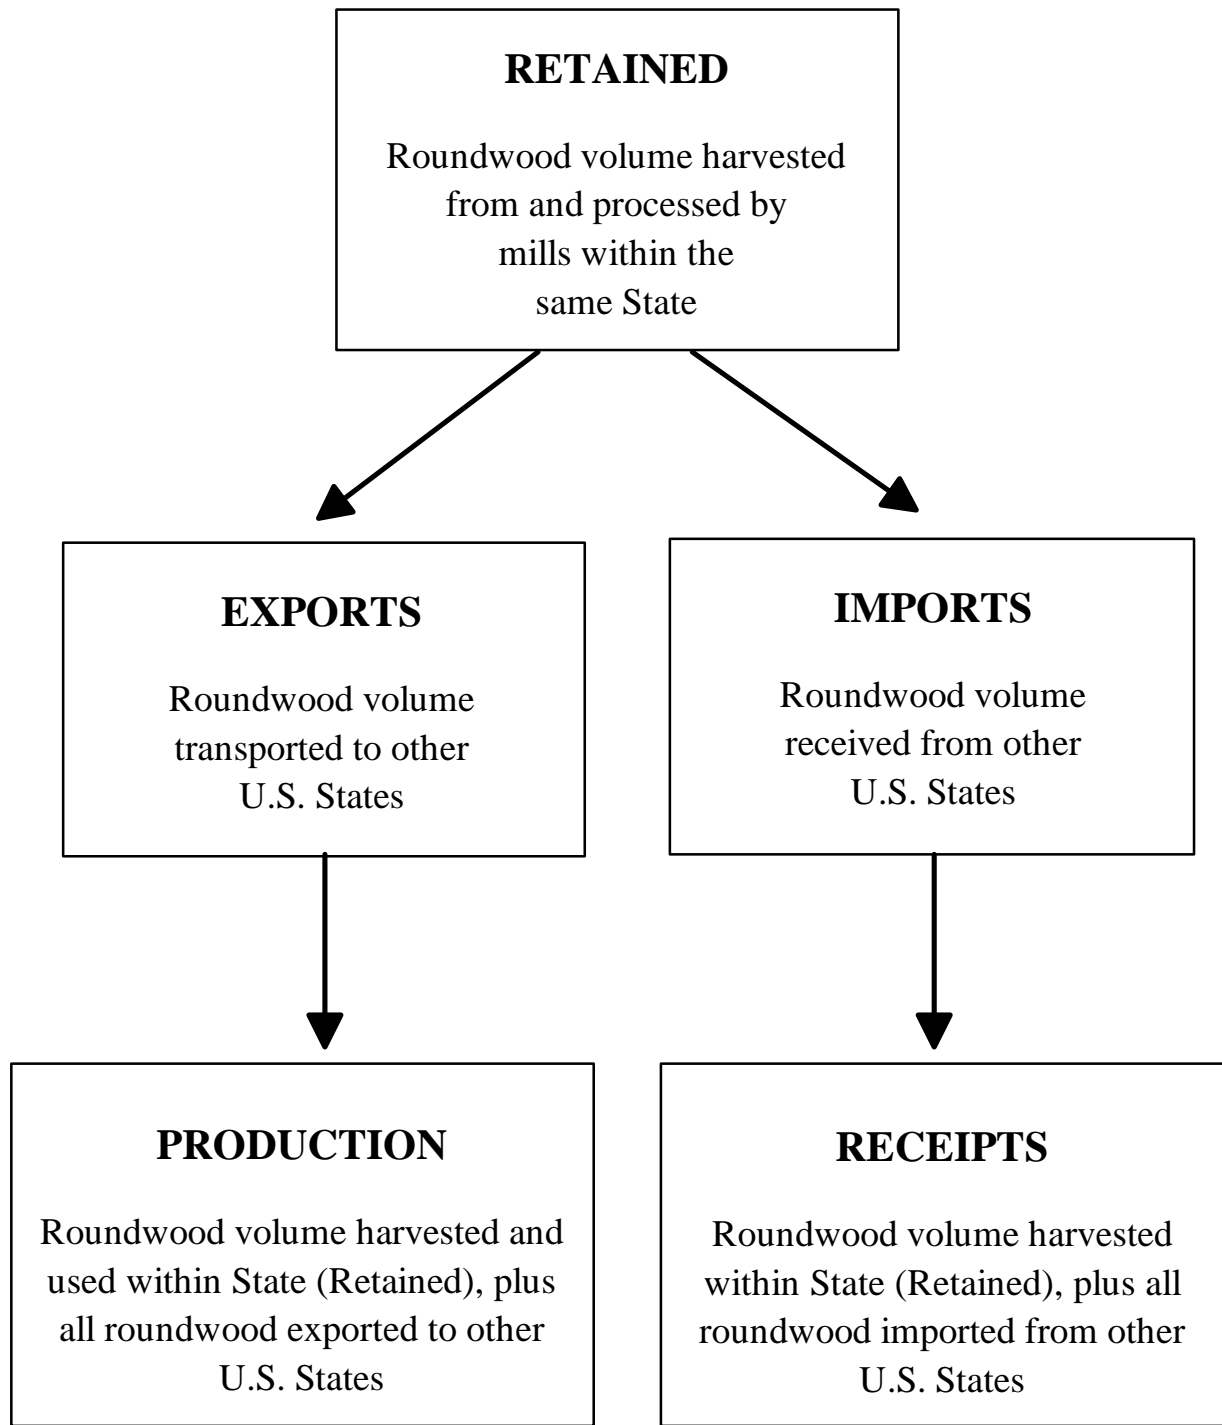 RETAINED
Roundwood volume harvested
from and processed by
mills within the
same State
EXPORTS
Roundwood volume
transported to other
U.S. States
IMPORTS
Roundwood volume
received from other
U.S. States
PRODUCTION
Roundwood volume harvested and
used within State (Retained), plus
all roundwood exported to other
U.S. States
RECEIPTS
Roundwood volume harvested
within State (Retained), plus all
roundwood imported from other
U.S. States